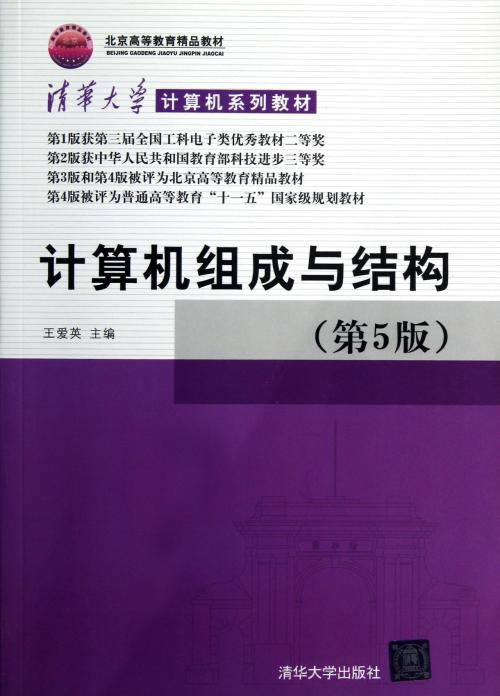 北京高等教育精品教材
BEIJING GAODENG JIAOYU JINGPIN JIAOCAI
清华大学 计算机系列教材
第1版获第三届全国工科电子类优秀教材二等奖
第2版获中华人民共和国教育部科技进步三等奖
第3版和第4版被评为北京高等教育精品教材
第4版被评为普通高等教育“十一五”国家级规划教材
计算机组成与结构
(第5版)
王爱英 主编
清华大学出版社